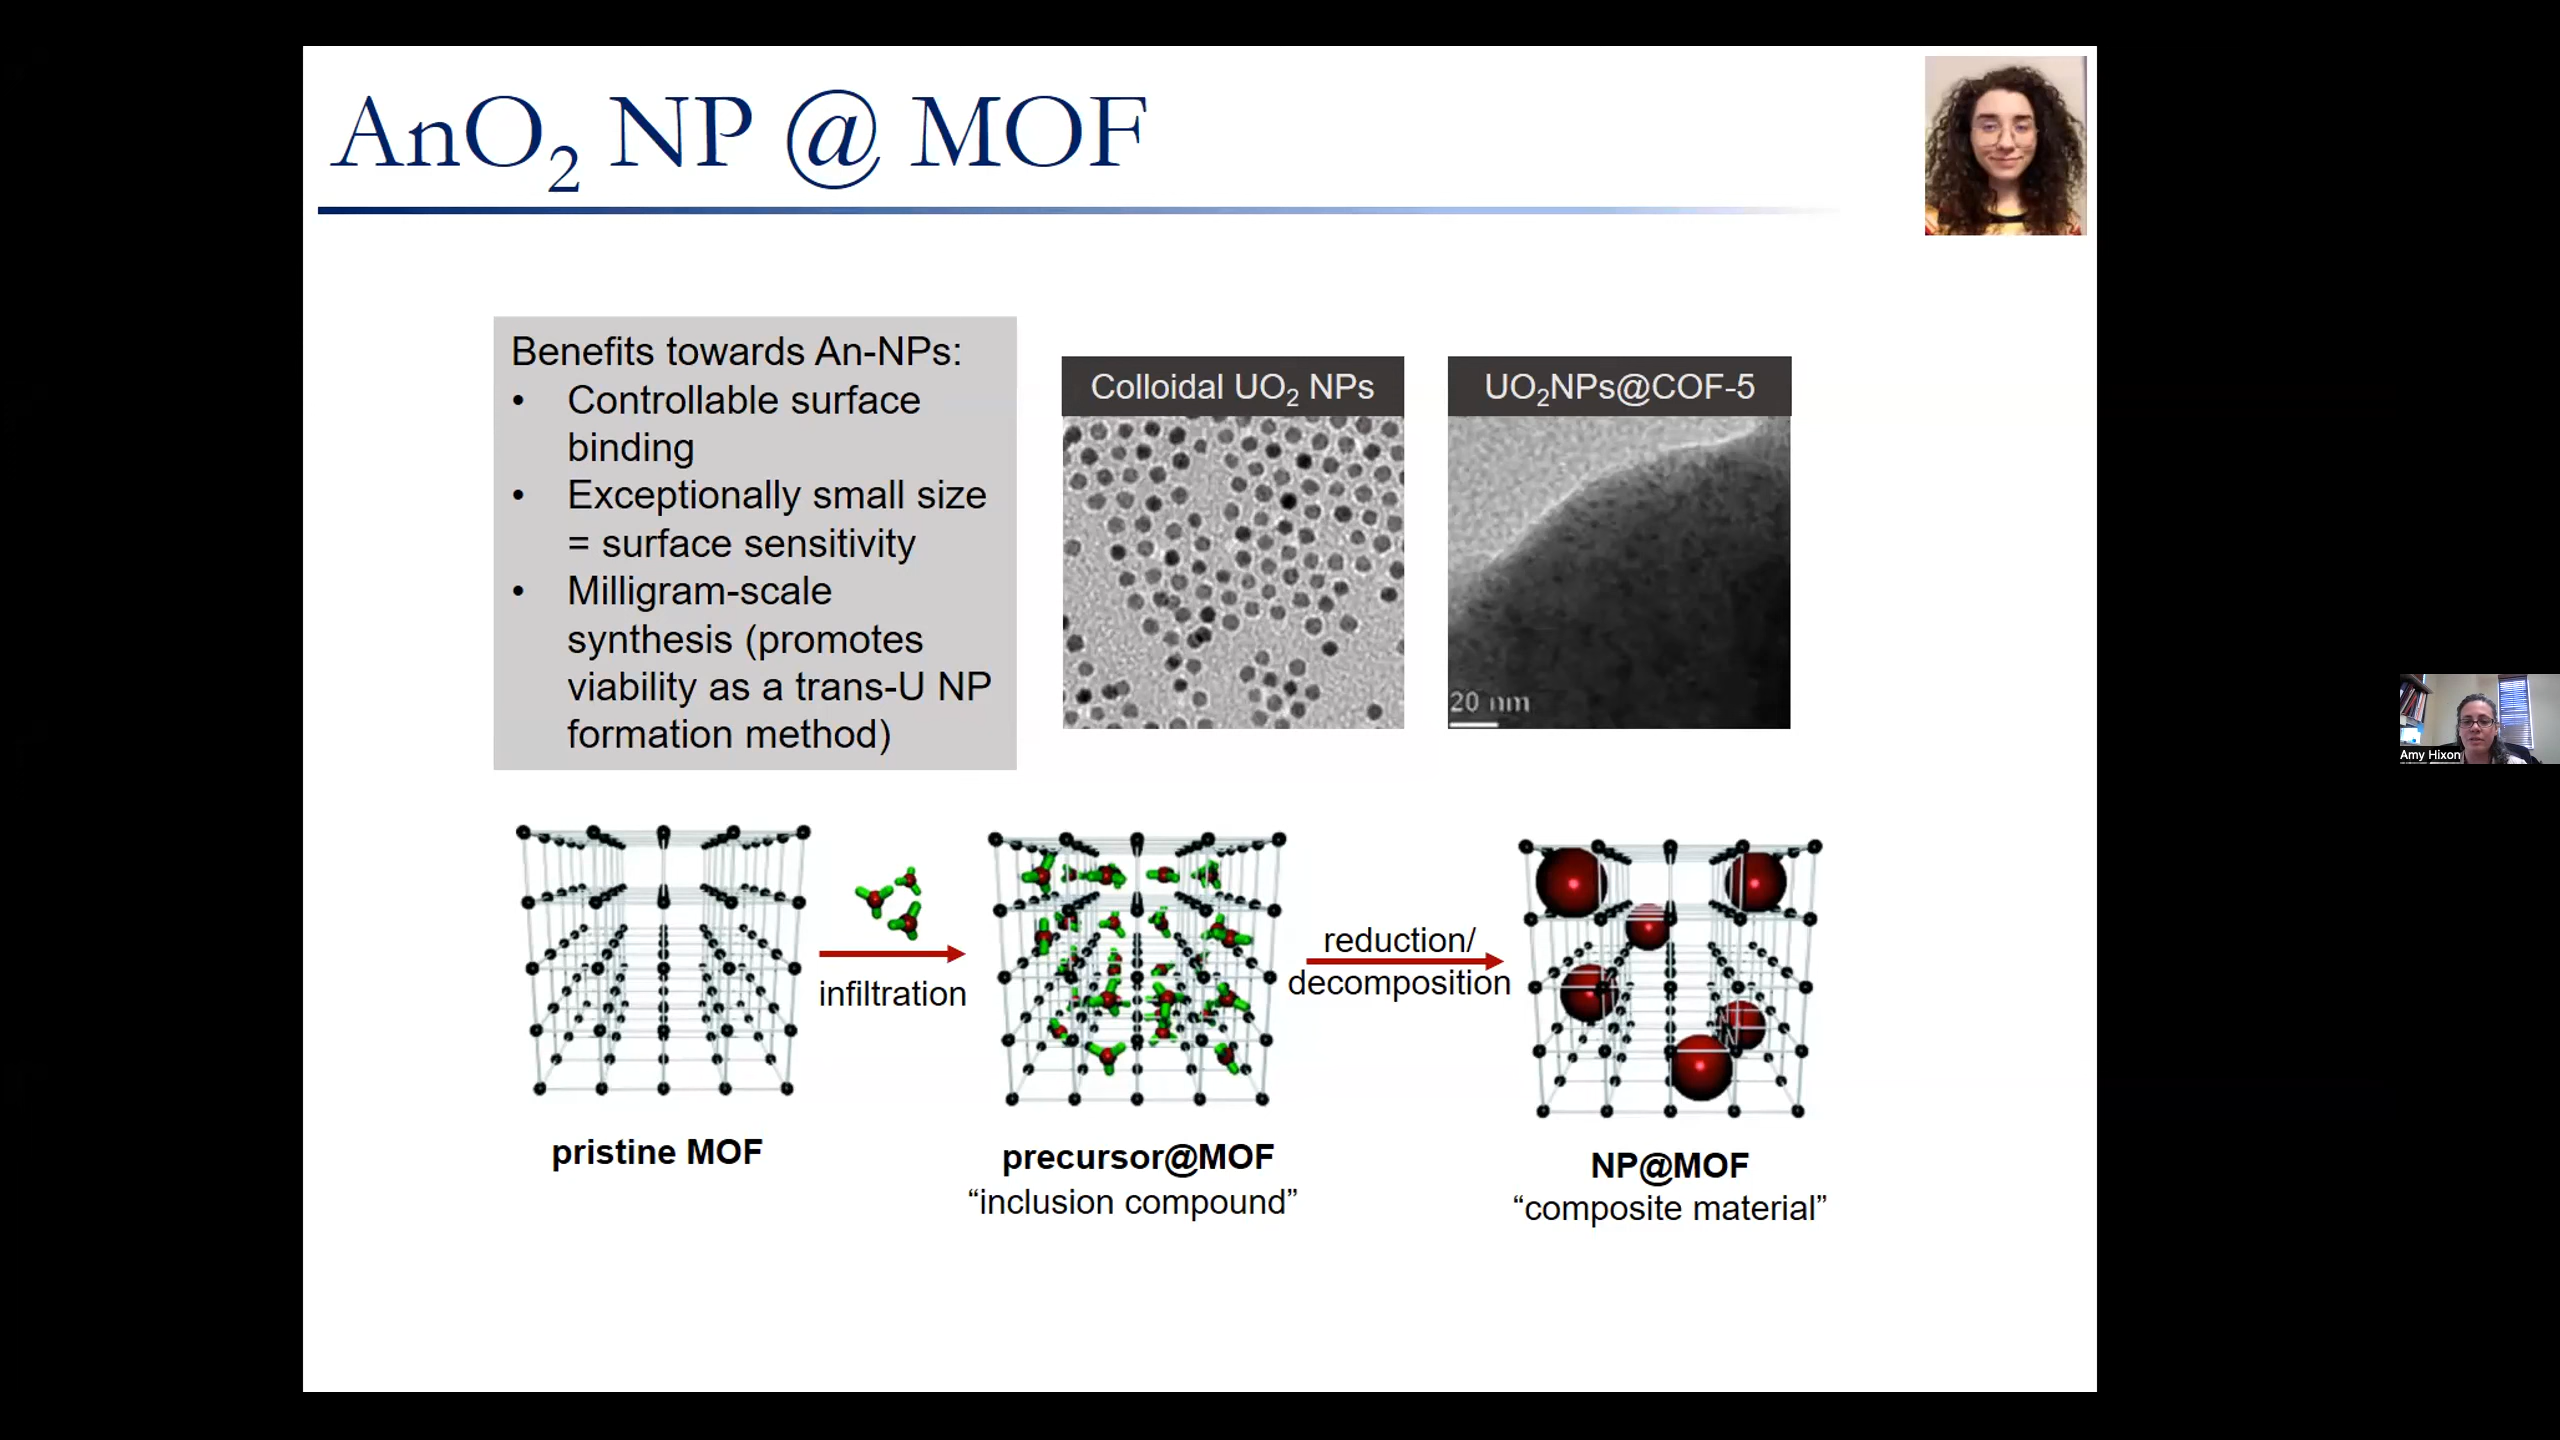 AnO₂ NP @ MOF
Benefits towards An-NPs:
• Controllable surface
binding
• Exceptionally small size
= surface sensitivity
• Milligram-scale
synthesis (promotes
viability as a trans-U NP
formation method)
Colloidal UO₂ NPs
UO₂NPs@COF-5
20 nm
infiltration
reduction/
decomposition
pristine MOF
precursor@MOF
“inclusion compound”
NP@MOF
“composite material”
Amy Hixon